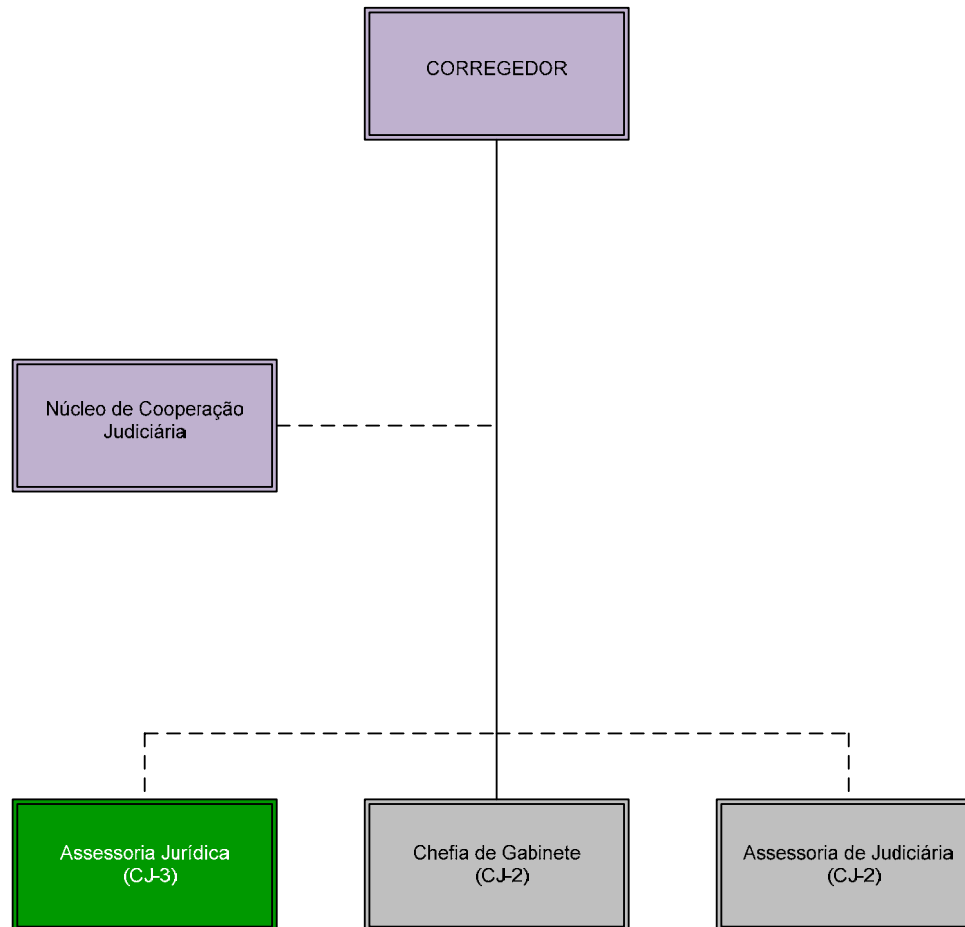 CORREGEDOR
Núcleo de Cooperação
Judiciária
Assessoria Jurídica
(CJ-3)
Chefia de Gabinete
(CJ-2)
Assessoria de Judiciária
(CJ-2)